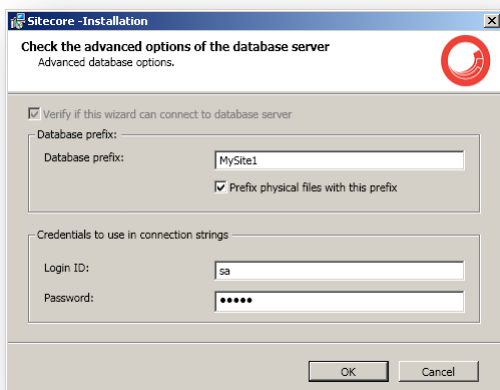 Sitecore -Installation
Check the advanced options of the database server
Advanced database options.
Verify if this wizard can connect to database server
Database prefix:
Database prefix: MySite1
Prefix physical files with this prefix
Credentials to use in connection strings
Login ID: sa
Password: •••••
OK Cancel